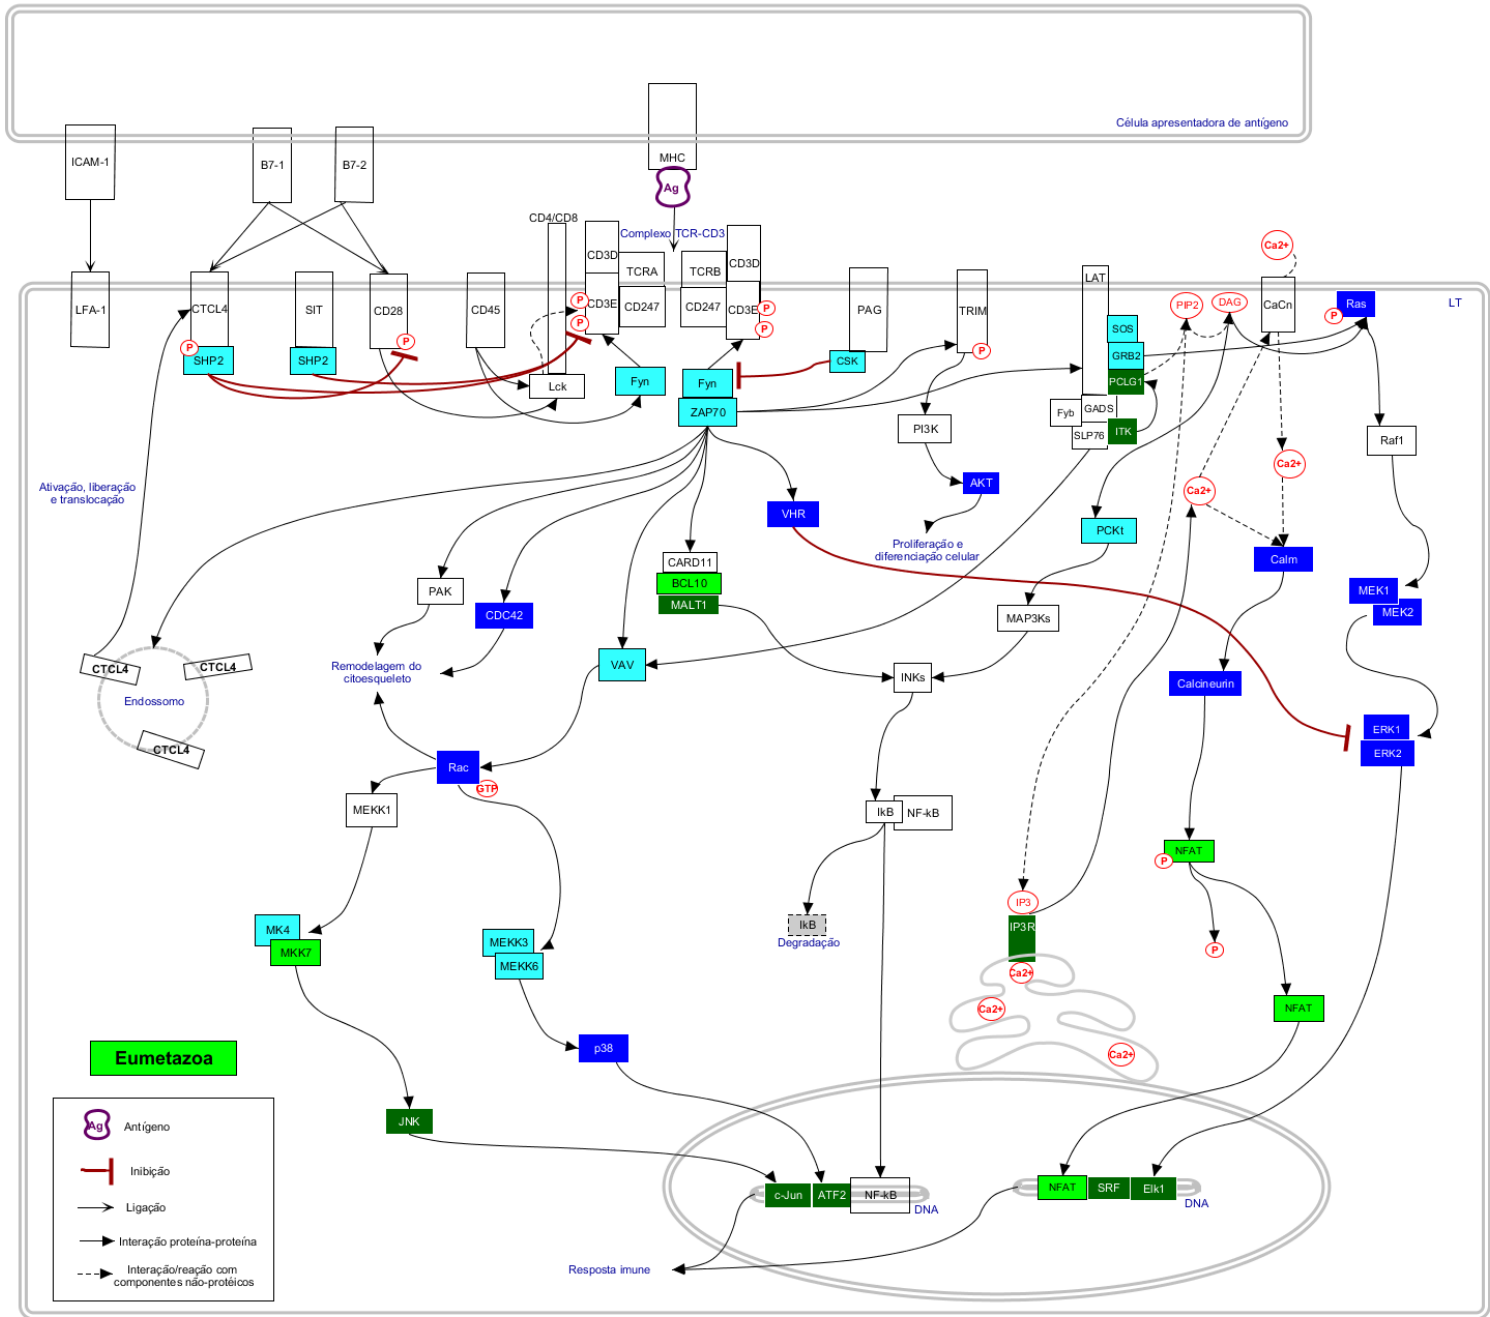 Célula apresentadora de antígeno
ICAM-1
B7-1
B7-2
MHC
Ag
CD4/CD8
Complexo TCR-CD3
CD3D
TCRA
TCRB
CD3D
Ca2+
LFA-1
CTCL4
SIT
CD28
CD45
P
CD3E
CD247
CD247
CD3E
P
P
P
PAG
TRIM
LAT
PIP2
DAG
CaCn
Ras
P
LT
P
SHP2
SHP2
P
Lck
Fyn
Fyn
ZAP70
CSK
P
SOS
GRB2
PCLG1
Fyb
GADS
SLP76
ITK
PI3K
Raf1
Ativação, liberação
e translocação
AKT
Ca2+
Ca2+
VHR
PCKt
Proliferação e
diferenciação celular
Calm
CARD11
BCL10
MALT1
PAK
CDC42
MAP3Ks
MEK1
MEK2
CTCL4
CTCL4
Endossomo
CTCL4
Remodelagem do
citoesqueleto
VAV
INKs
Calcineurin
ERK1
ERK2
Rac
GTP
MEKK1
IkB
NF-kB
NFAT
P
IkB
Degradação
IP3
IP3R
P
MK4
MKK7
MEKK3
MEKK6
Ca2+
Ca2+
Ca2+
NFAT
Eumetazoa
p38
JNK
Ag
Antígeno
Inibição
Ligação
Interação proteína-proteína
Interação/reação com
componentes não-protéicos
c-Jun
ATF2
NF-kB
DNA
NFAT
SRF
Elk1
DNA
Resposta imune